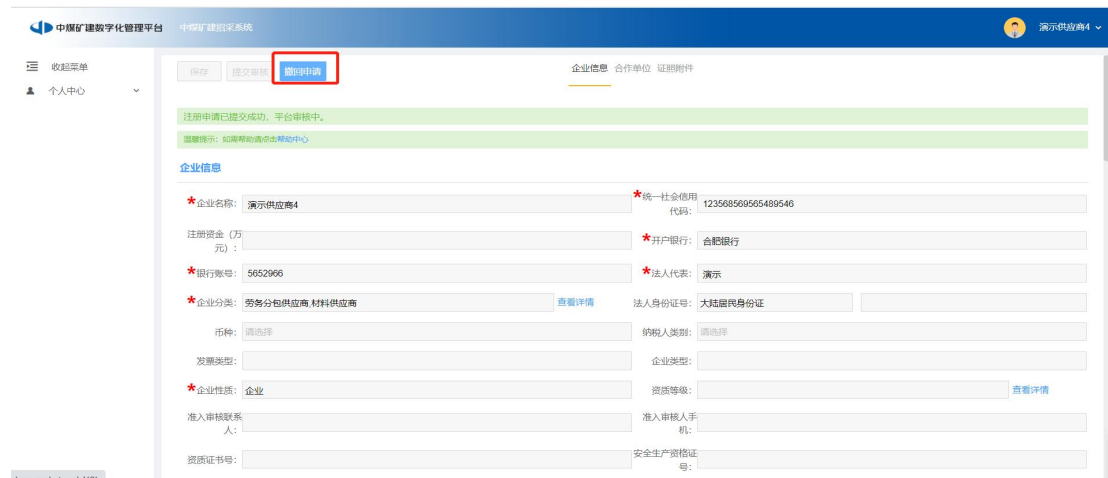 中煤矿建数字化管理平台 中煤矿建招采系统 演示供应商4
收起菜单
个人中心
保存 提交审核 撤回申请 企业信息 合作单位 证照附件
注册申请已提交成功，平台审核中。
温馨提示：如需帮助请点击帮助中心
企业信息
*企业名称: 演示供应商4
*统一社会信用
代码: 123568569565489546
注册资金（万
元）:
*开户银行: 合肥银行
*银行账号: 5652966 *法人代表: 演示
*企业分类: 劳务分包供应商,材料供应商 查看详情 法人身份证号: 大陆居民身份证
币种: 请选择 纳税人类别: 请选择
发票类型: 企业类型:
*企业性质: 企业 资质等级: 查看详情
准入审核联系
人:
准入审核人手
机:
资质证书号:
安全生产资格证
号: